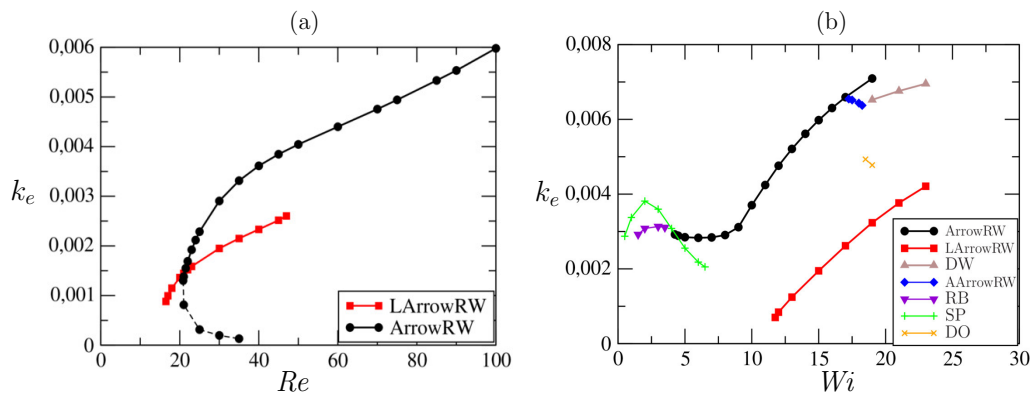 (a)
0,006
0,005
0,004
0,003
0,002
0,001
0
k_e
0 20 40 60 80 100
Re
LArrowRW
ArrowRW
(b)
0,008
0,006
0,004
0,002
0
k_e
0 5 10 15 20 25 30
Wi
ArrowRW
LArrowRW
DW
AArrowRW
RB
SP
DO